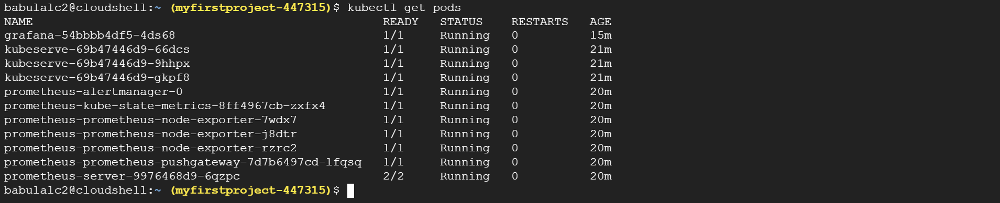 babulalc2@cloudshell:~ (myfirstproject-447315)$ kubectl get pods
NAME READY STATUS RESTARTS AGE
grafana-54bbbb4df5-4ds68 1/1 Running 0 15m
kubeserve-69b47446d9-66dcs 1/1 Running 0 21m
kubeserve-69b47446d9-9hhpx 1/1 Running 0 21m
kubeserve-69b47446d9-gkpf8 1/1 Running 0 21m
prometheus-alertmanager-0 1/1 Running 0 20m
prometheus-kube-state-metrics-8ff4967cb-zxfx4 1/1 Running 0 20m
prometheus-prometheus-node-exporter-7wdx7 1/1 Running 0 20m
prometheus-prometheus-node-exporter-j8dtr 1/1 Running 0 20m
prometheus-prometheus-node-exporter-rzrc2 1/1 Running 0 20m
prometheus-prometheus-pushgateway-7d7b6497cd-lfqsq 1/1 Running 0 20m
prometheus-server-9976468d9-6qzpc 2/2 Running 0 20m
babulalc2@cloudshell:~ (myfirstproject-447315)$